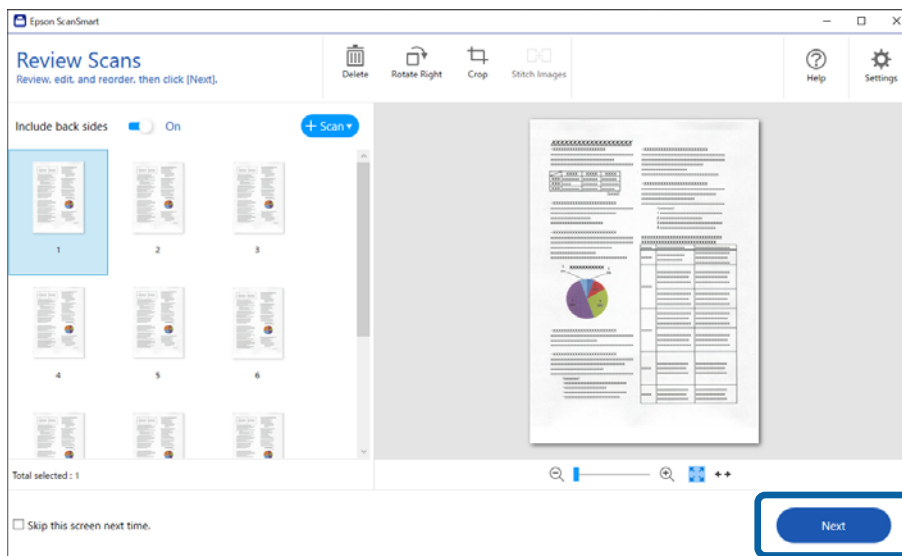 Epson ScanSmart
Review Scans
Review, edit, and reorder, then click [Next].
Delete
Rotate Right
Crop
Stitch Images
Help
Settings
Include back sides
On
+ Scan
1
2
3
4
5
6
Total selected : 1
Skip this screen next time.
Next